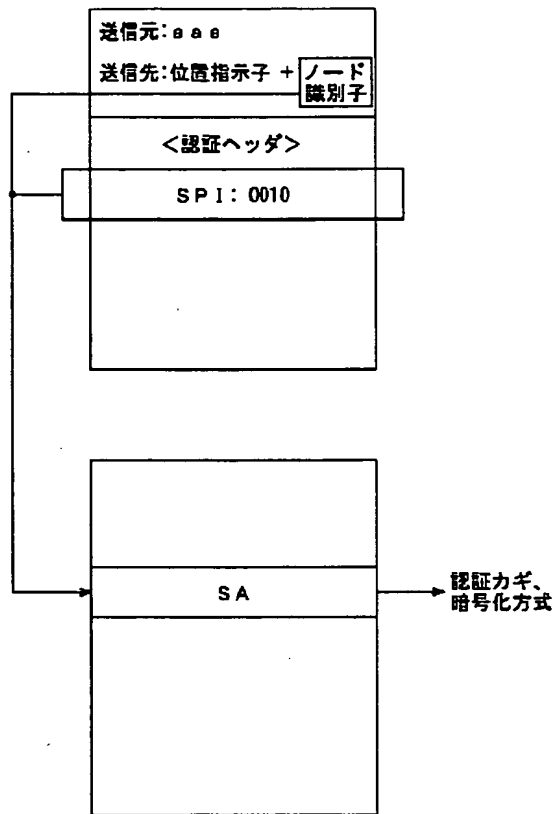 送信元:aaa
送信先:位置指示子 + ノード
識別子
<認証ヘッダ>
SPI: 0010
SA
認証カギ、
暗号化方式